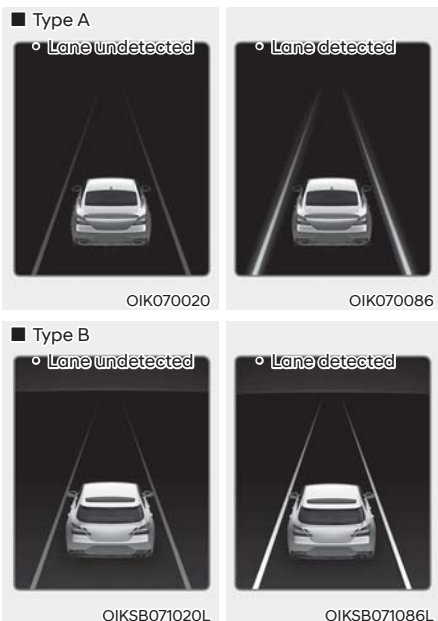 ■ Type A
° Lane undetected
° Lane detected
OIK070020
OIK070086
■ Type B
° Lane undetected
° Lane detected
OIKSB071020L
OIKSB071086L